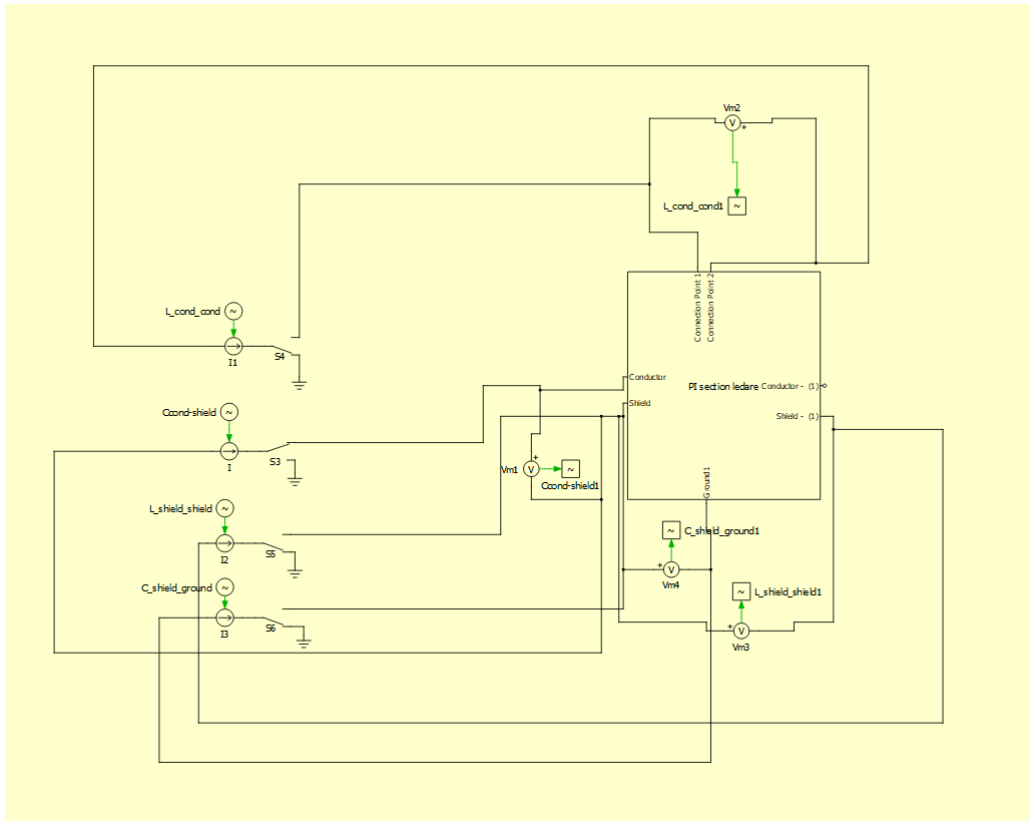 Vm2
V
+
L_cond_cond1
~
Connection Point 1
Connection Point 2
L_cond_cond
~
I1
S4
Conductor
PI section ledare
Conductor - (1)
Shield
Shield - (1)
Ccond-shield
~
I
S3
Vm1
V
+
~
Ccond-shield1
Ground1
L_shield_shield
~
I2
S5
~
C_shield_ground1
+
V
Vm4
C_shield_ground
~
I3
S6
~
L_shield_shield1
+
V
Vm3